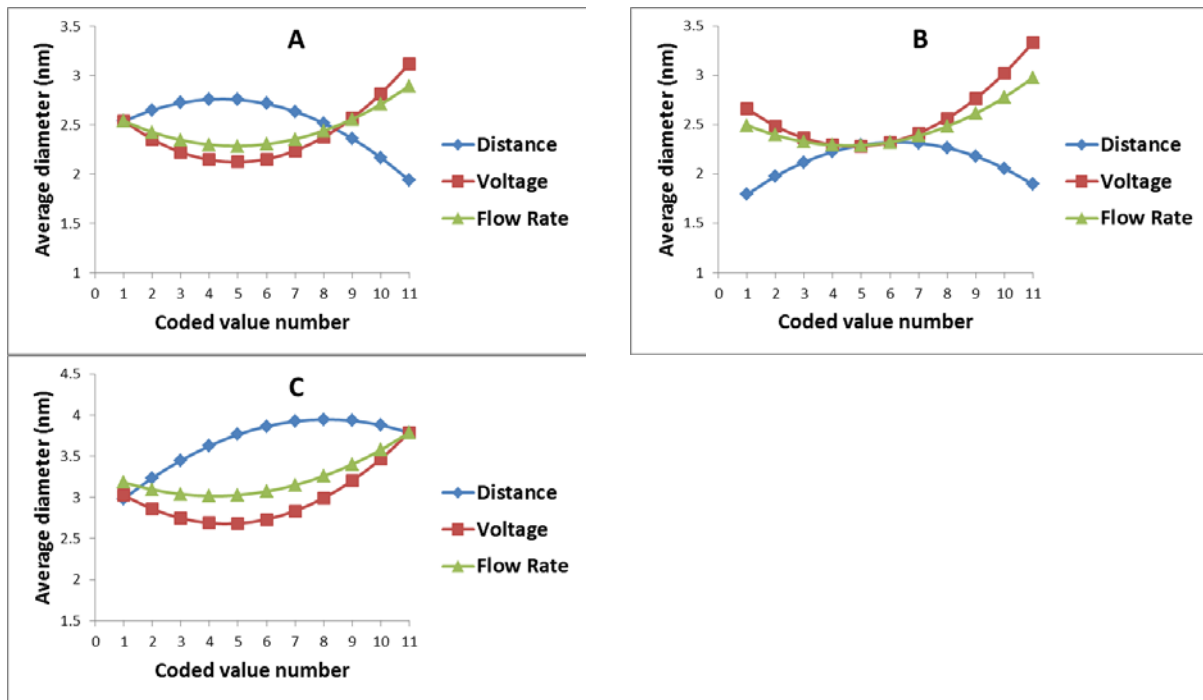 A
Average diameter (nm)
3.5
3
2.5
2
1.5
1
0 1 2 3 4 5 6 7 8 9 10 11
Coded value number
Distance
Voltage
Flow Rate
B
Average diameter (nm)
3.5
3
2.5
2
1.5
1
0 1 2 3 4 5 6 7 8 9 10 11
Coded value number
Distance
Voltage
Flow Rate
C
Average diameter (nm)
4.5
4
3.5
3
2.5
2
1.5
0 1 2 3 4 5 6 7 8 9 10 11
Coded value number
Distance
Voltage
Flow Rate